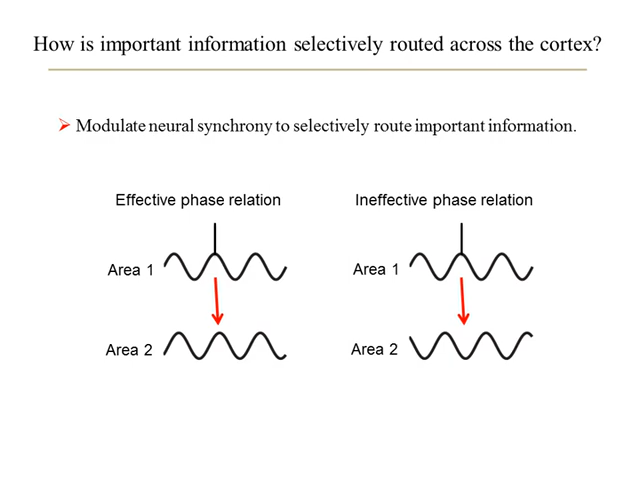 How is important information selectively routed across the cortex?
Modulate neural synchrony to selectively route important information.
Effective phase relation
Ineffective phase relation
Area 1
Area 1
Area 2
Area 2